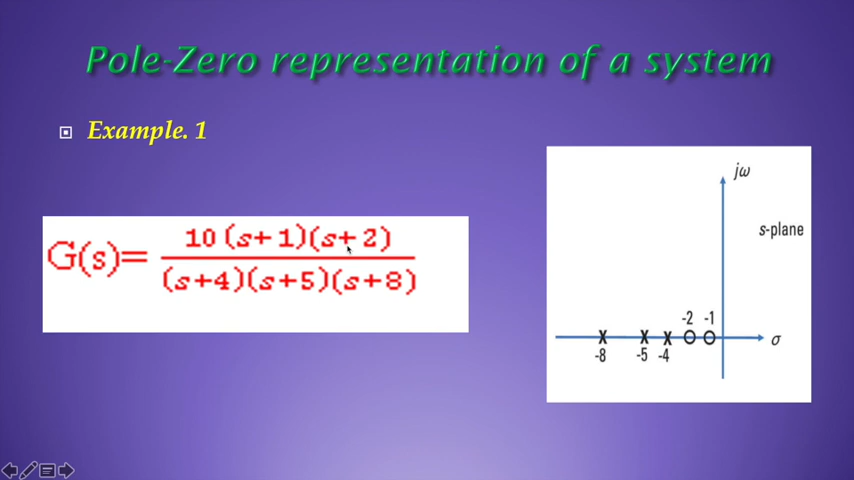 Pole-Zero representation of a system
Example. 1
G(s)= 10(s+1)(s+2)
(s+4)(s+5)(s+8)
jω
s-plane
-2 -1
σ
-8 -5 -4